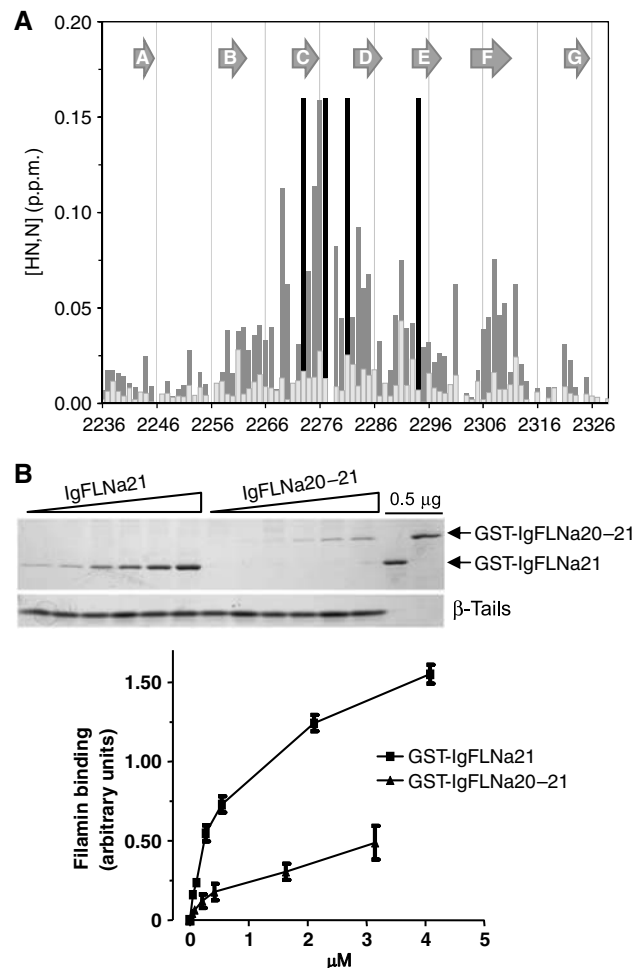 A
0.20
A B C D E F G
0.15
[HN,N] (p.p.m.)
0.10
0.05
0.00
2236 2246 2256 2266 2276 2286 2296 2306 2316 2326
B
IgFLNa21
IgFLNa20–21
0.5 µg
GST-IgFLNa20–21
GST-IgFLNa21
β-Tails
Filamin binding
(arbitrary units)
1.50
1.00
0.50
0
GST-IgFLNa21
GST-IgFLNa20–21
0 1 2 3 4 5
µM